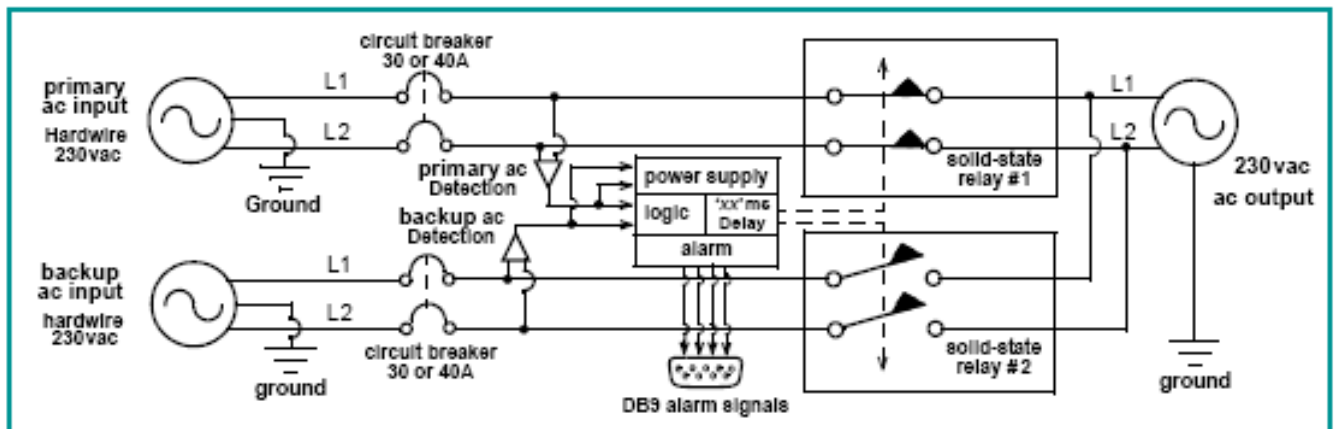 circuit breaker
30 or 40A
primary
ac input
Hardwire
230vac
L1
L2
Ground
primary ac
Detection
backup ac
Detection
power supply
logic
'xx' ms
Delay
alarm
solid-state
relay #1
L1
L2
230vac
ac output
ground
backup
ac input
hardwire
230vac
L1
L2
ground
circuit breaker
30 or 40A
DB9 alarm signals
solid-state
relay #2